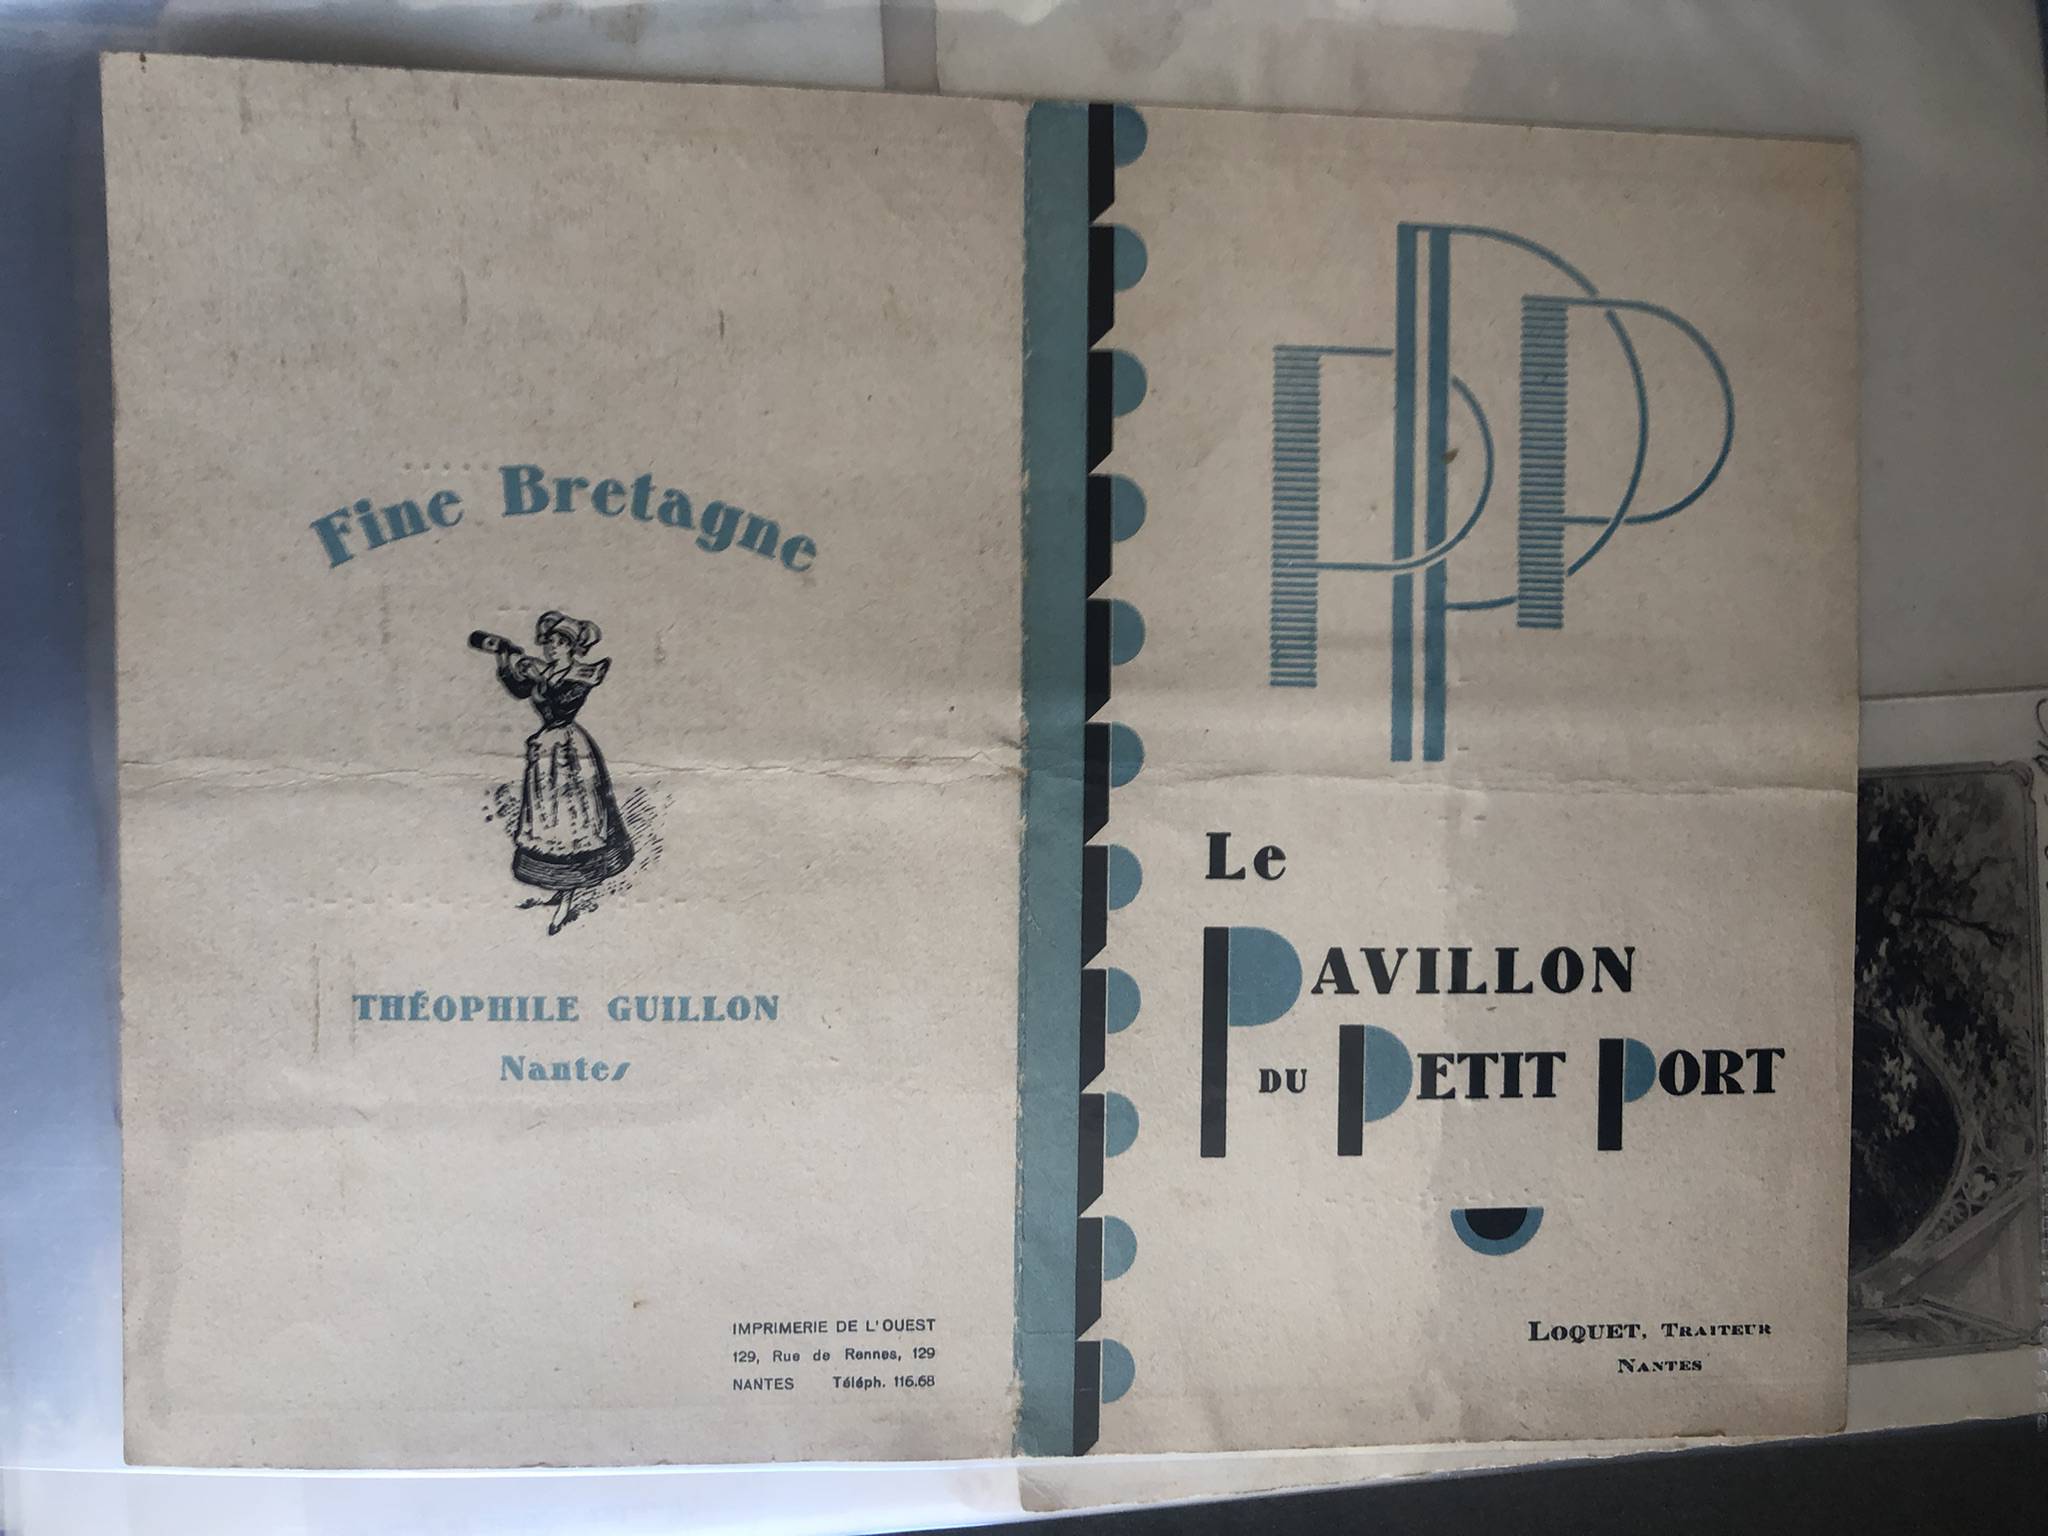 Fine Bretagne
THÉOPHILE GUILLON
Nantes
IMPRIMERIE DE L'OUEST
129, Rue de Rennes, 129
NANTES Téléph. 116.68
PPP
Le
PAVILLON
DU PETIT PORT
LOQUET, TRAITEUR
NANTES